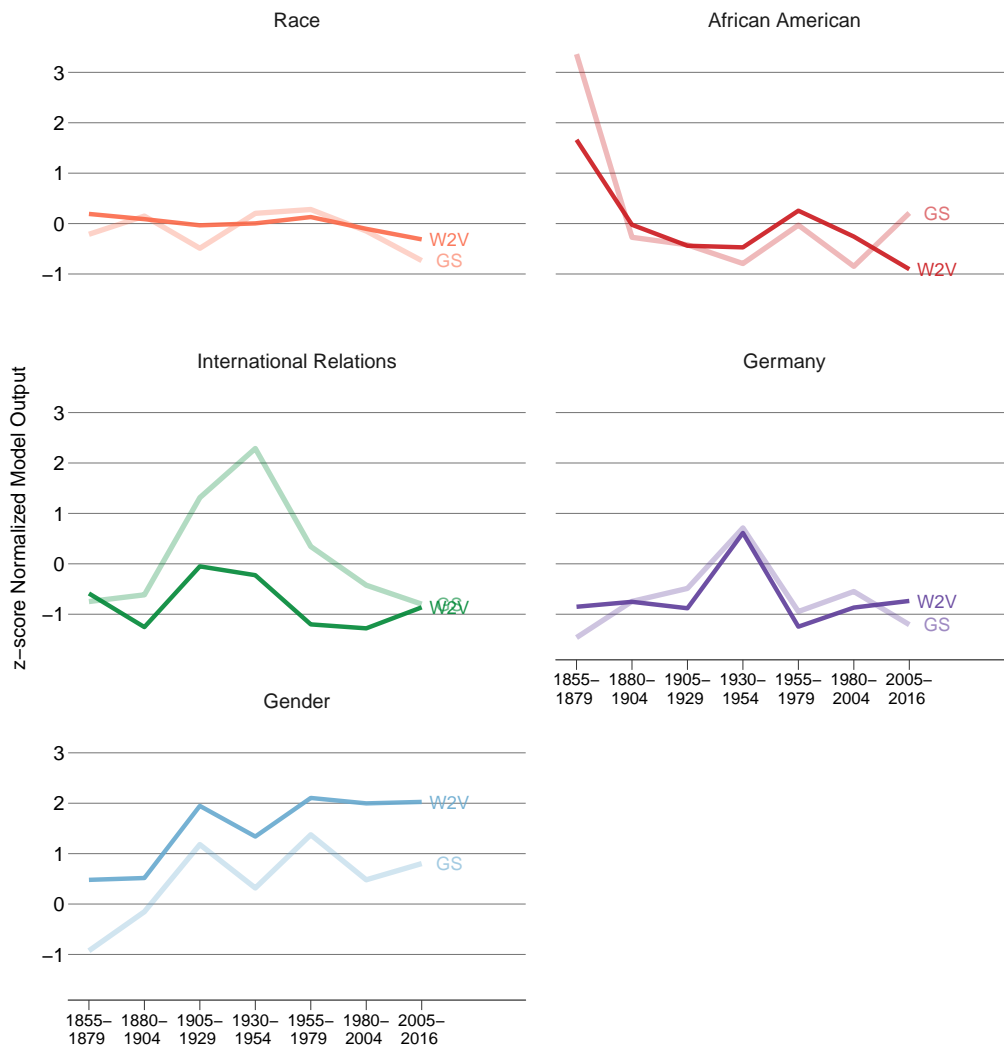 Race
African American
3
2
1
0
−1
W2V
GS
GS
W2V
International Relations
Germany
z−score Normalized Model Output
3
2
1
0
−1
GS
W2V
W2V
GS
1855−
1879
1880−
1904
1905−
1929
1930−
1954
1955−
1979
1980−
2004
2005−
2016
Gender
3
2
1
0
−1
W2V
GS
1855−
1879
1880−
1904
1905−
1929
1930−
1954
1955−
1979
1980−
2004
2005−
2016